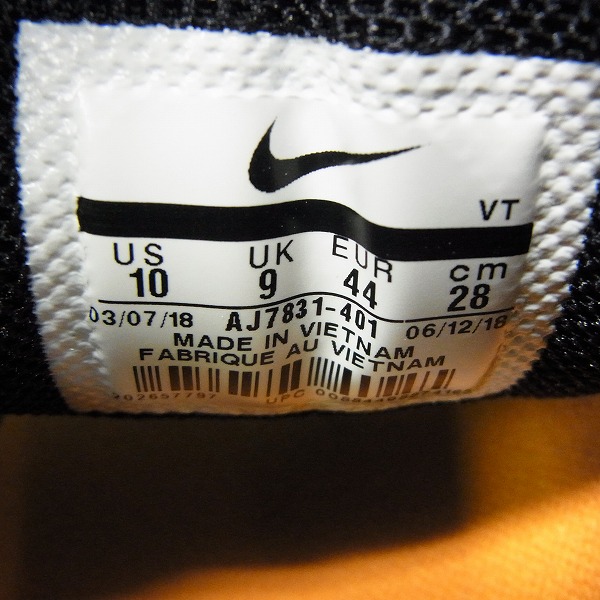 VT
US UK EUR cm
10 9 44 28
03/07/18 AJ7831-401 06/12/18
MADE IN VIETNAM
FABRIQUE AU VIETNAM
UPC